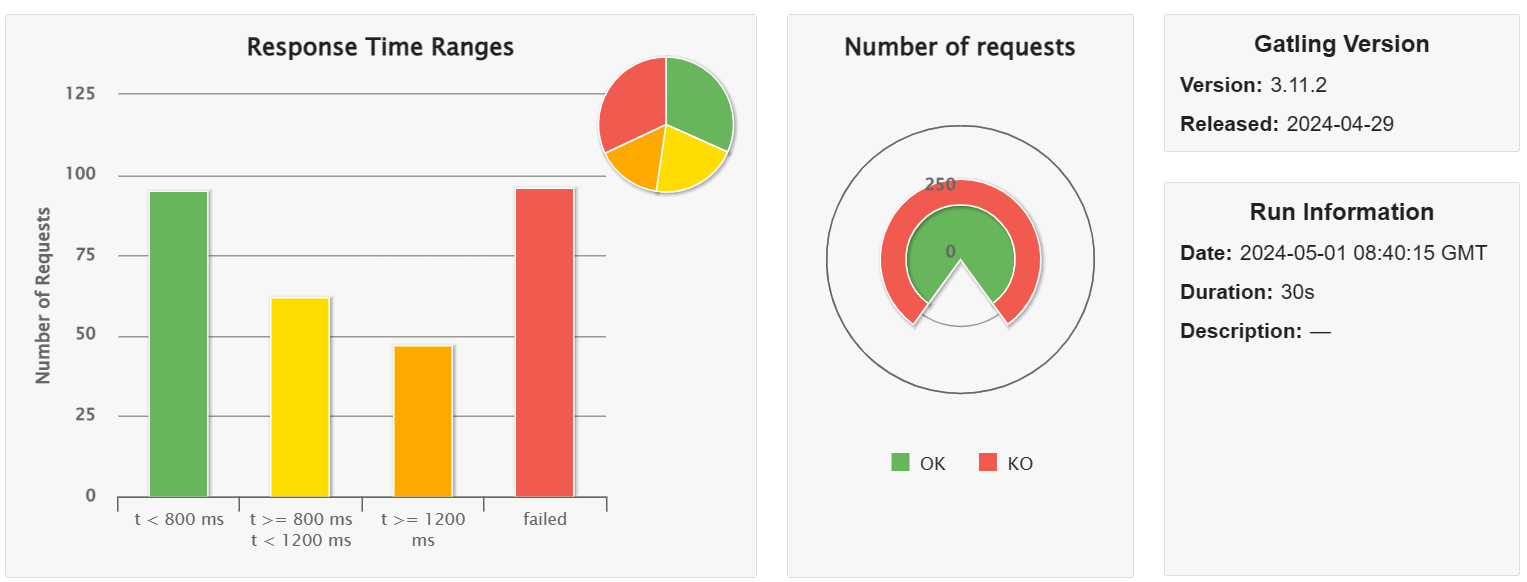 Response Time Ranges
125
100
75
50
25
0
Number of Requests
t < 800 ms
t >= 800 ms
t < 1200 ms
t >= 1200
ms
failed
Number of requests
250
0
OK
KO
Gatling Version
Version: 3.11.2
Released: 2024-04-29
Run Information
Date: 2024-05-01 08:40:15 GMT
Duration: 30s
Description: —